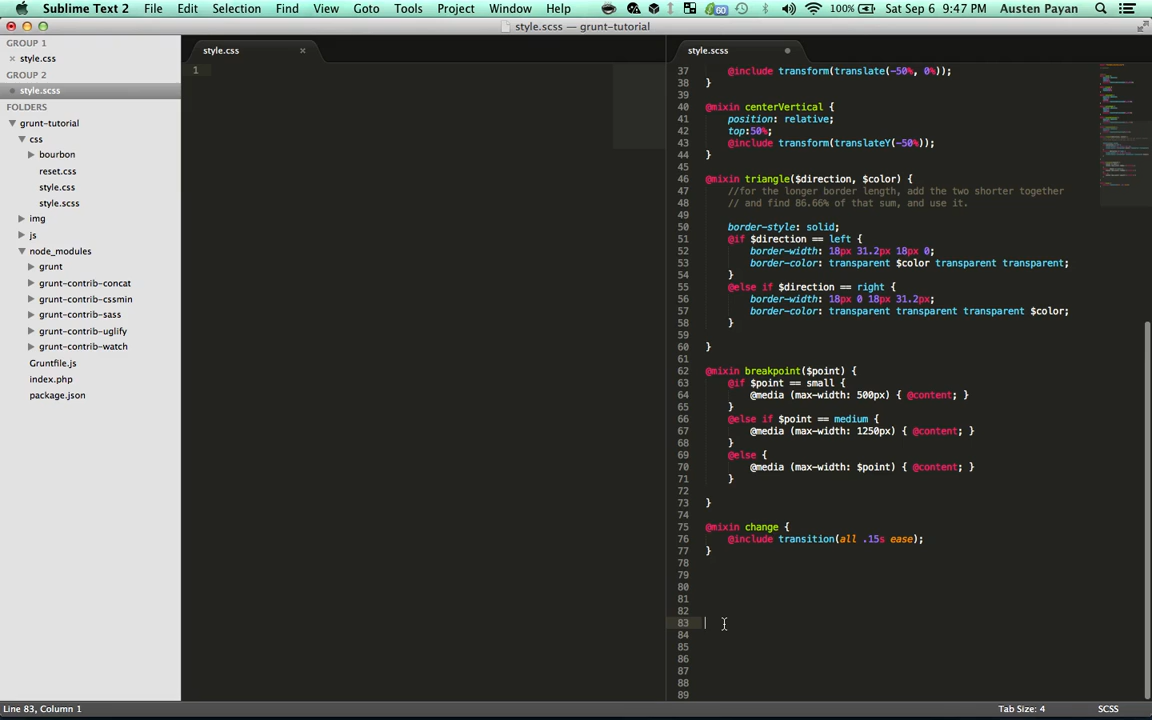 Sublime Text 2 File Edit Selection Find View Goto Tools Project Window Help 60 100% Sat Sep 6 9:47 PM Austen Payan
style.scss — grunt-tutorial
GROUP 1
style.css
GROUP 2
style.scss
FOLDERS
grunt-tutorial
css
bourbon
reset.css
style.css
style.scss
img
js
node_modules
grunt
grunt-contrib-concat
grunt-contrib-cssmin
grunt-contrib-sass
grunt-contrib-uglify
grunt-contrib-watch
Gruntfile.js
index.php
package.json
style.css
1
style.scss
37 @include transform(translate(-50%, 0%));
38 }
39
40 @mixin centerVertical {
41 position: relative;
42 top:50%;
43 @include transform(translateY(-50%));
44 }
45
46 @mixin triangle($direction, $color) {
47 //for the longer border length, add the two shorter together
48 // and find 86.66% of that sum, and use it.
49
50 border-style: solid;
51 @if $direction == left {
52 border-width: 18px 31.2px 18px 0;
53 border-color: transparent $color transparent transparent;
54 }
55 @else if $direction == right {
56 border-width: 18px 0 18px 31.2px;
57 border-color: transparent transparent transparent $color;
58 }
59
60 }
61
62 @mixin breakpoint($point) {
63 @if $point == small {
64 @media (max-width: 500px) { @content; }
65 }
66 @else if $point == medium {
67 @media (max-width: 1250px) { @content; }
68 }
69 @else {
70 @media (max-width: $point) { @content; }
71 }
72
73 }
74
75 @mixin change {
76 @include transition(all .15s ease);
77 }
78
79
80
81
82
83
84
85
86
87
88
89
Line 83, Column 1 Tab Size: 4 SCSS